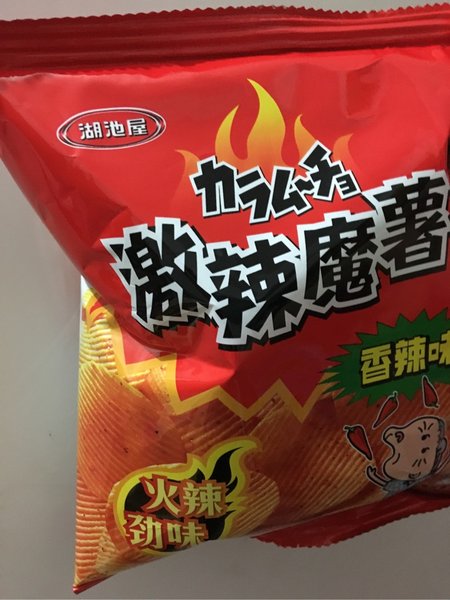 湖池屋
カラムーチョ
激辣魔薯
香辣味
火辣
劲味